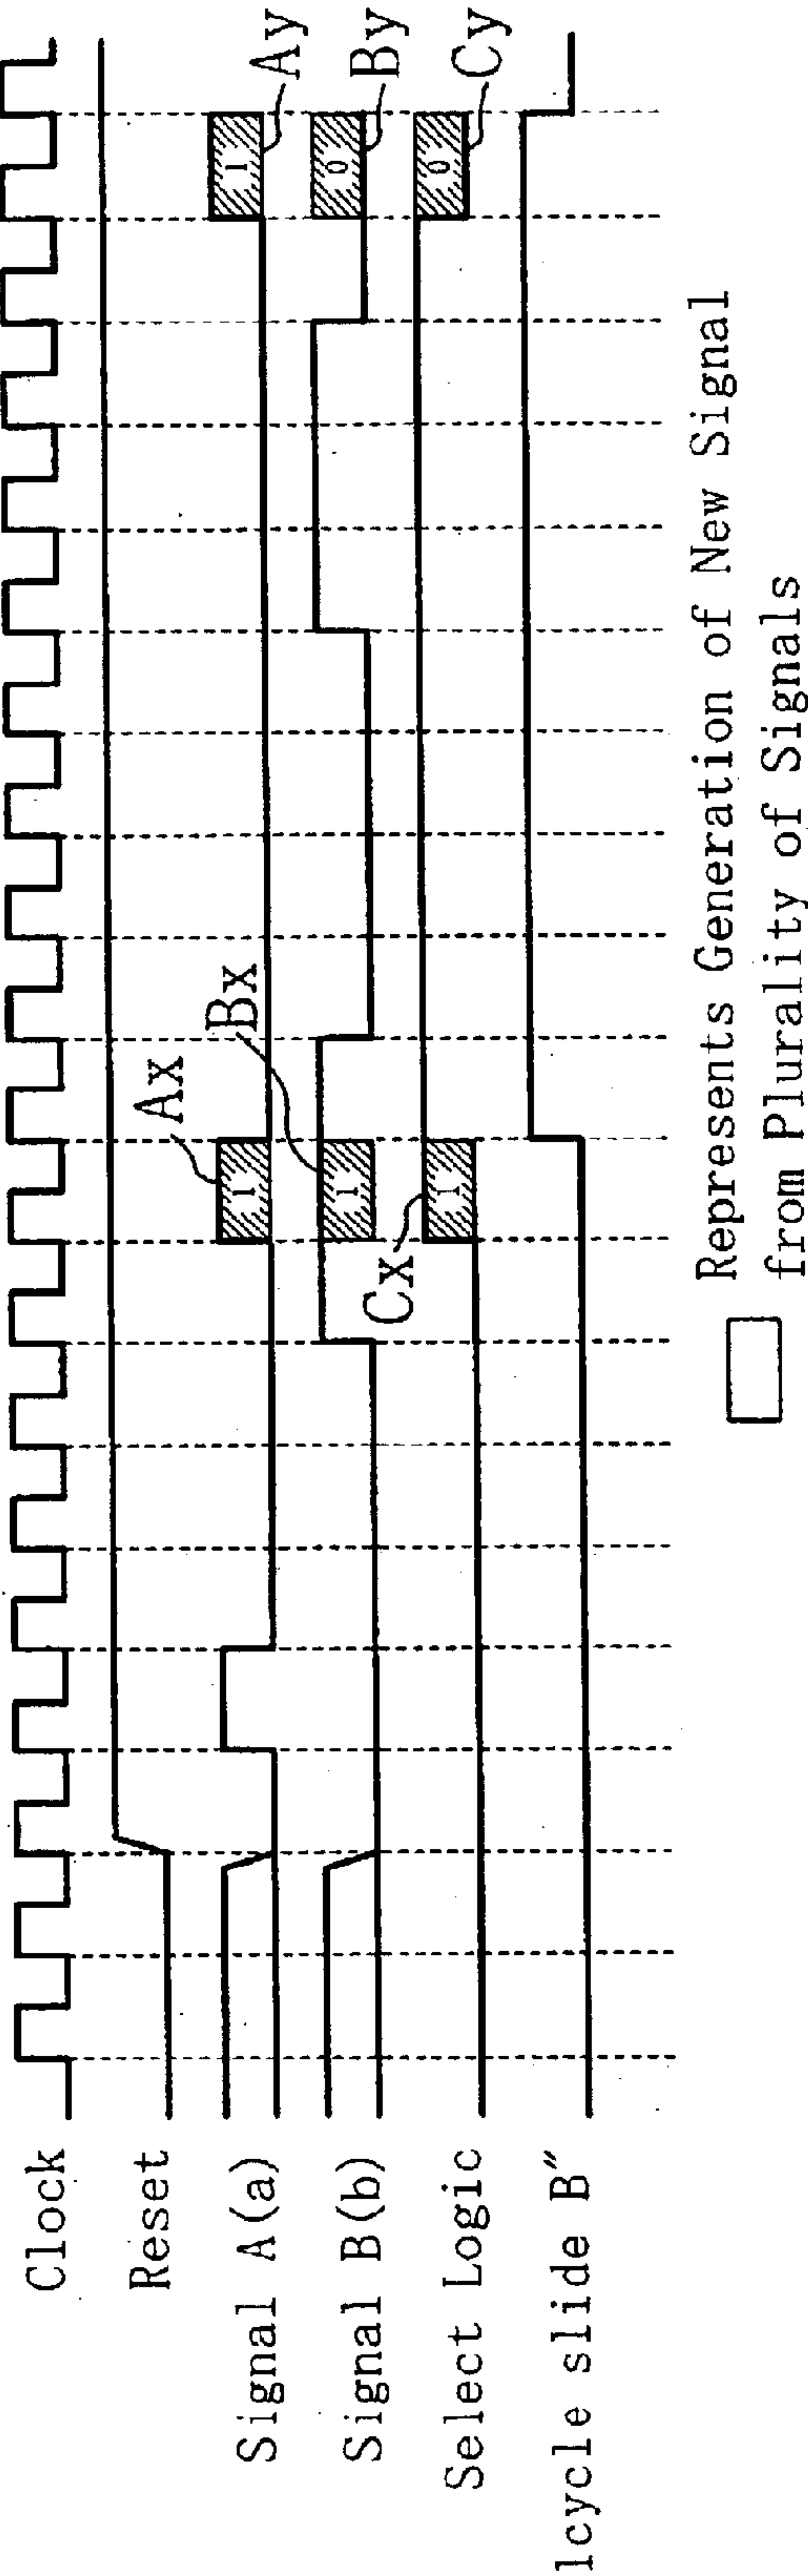 Clock
Reset
Signal A(a)
Signal B(b)
Select Logic
1cycle slide B″
Ax
Bx
Cx
Ay
By
Cy
1
1
1
1
0
0
Represents Generation of New Signal
from Plurality of Signals